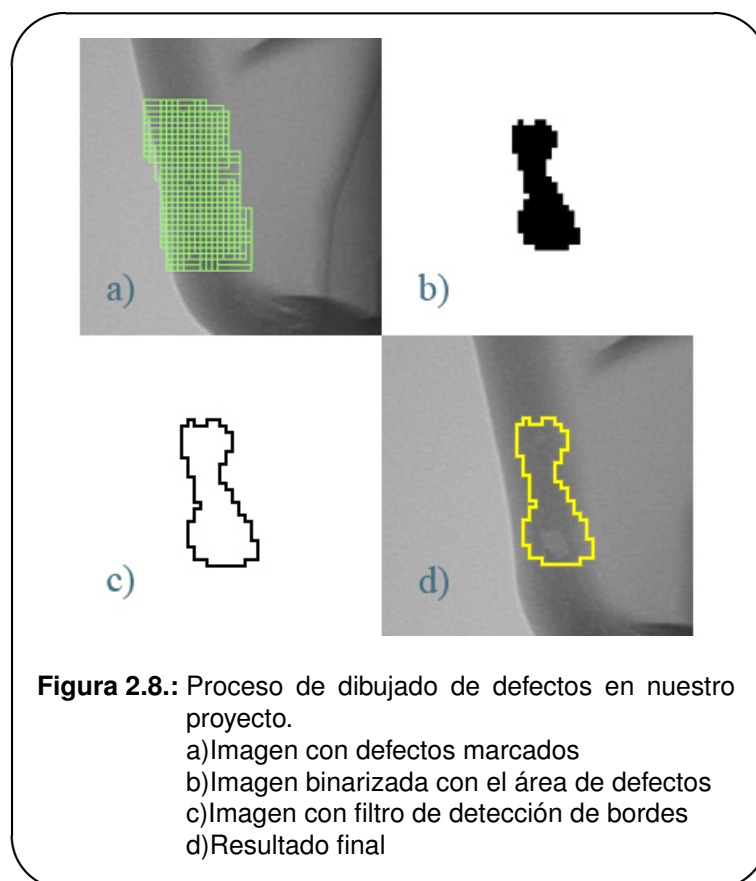 a)
b)
c)
d)
Figura 2.8.: Proceso de dibujado de defectos en nuestro
proyecto.
a)Imagen con defectos marcados
b)Imagen binarizada con el área de defectos
c)Imagen con filtro de detección de bordes
d)Resultado final